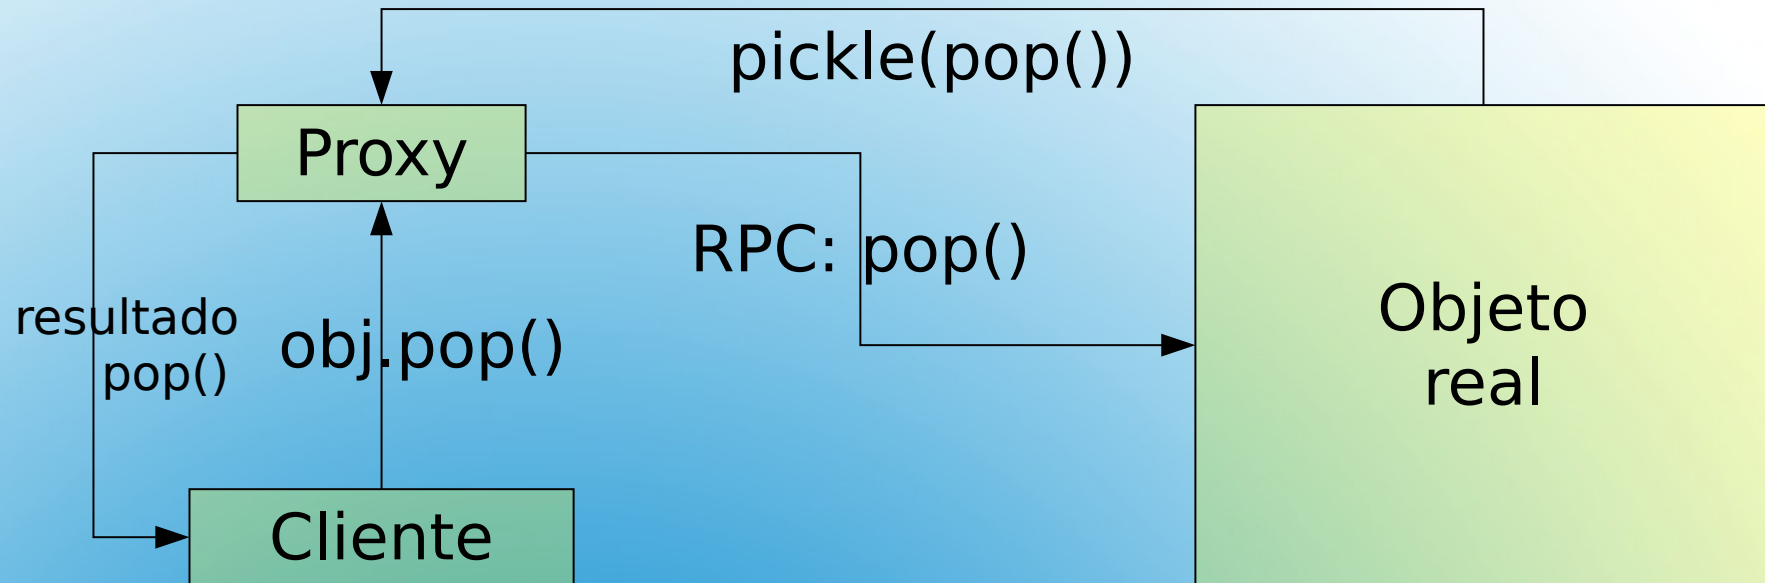 pickle(pop())
Proxy
RPC: pop()
Objeto
real
resultado
pop()
obj.pop()
Cliente